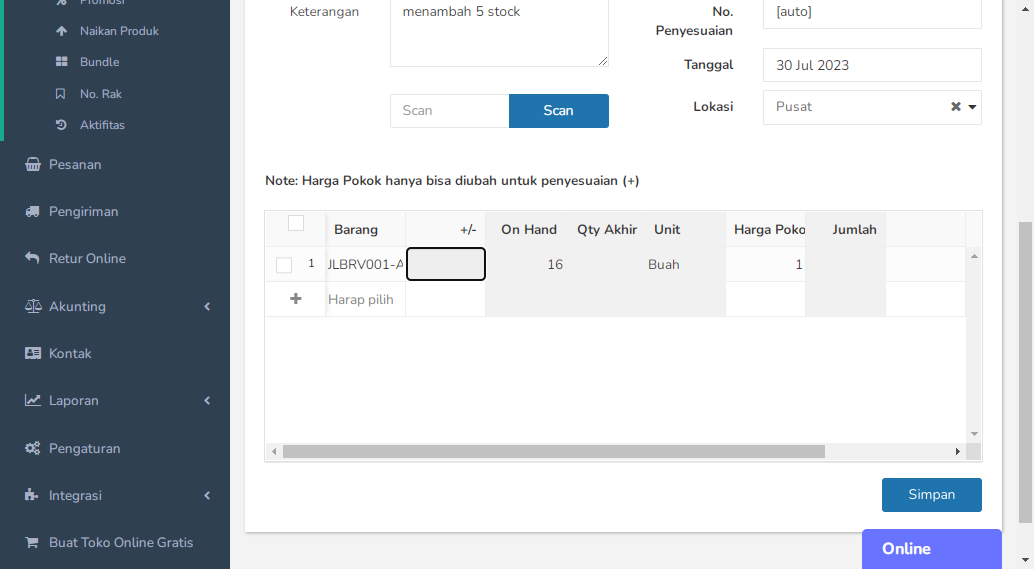 Promosi
Naikan Produk
Bundle
No. Rak
Aktifitas
Pesanan
Pengiriman
Retur Online
Akunting
Kontak
Laporan
Pengaturan
Integrasi
Buat Toko Online Gratis
Keterangan
menambah 5 stock
No. Penyesuaian
[auto]
Tanggal
30 Jul 2023
Lokasi
Pusat
Scan
Scan
Note: Harga Pokok hanya bisa diubah untuk penyesuaian (+)
Barang +/- On Hand Qty Akhir Unit Harga Poko Jumlah
1 JLBRV001-A 16 Buah 1
Harap pilih
Simpan
Online